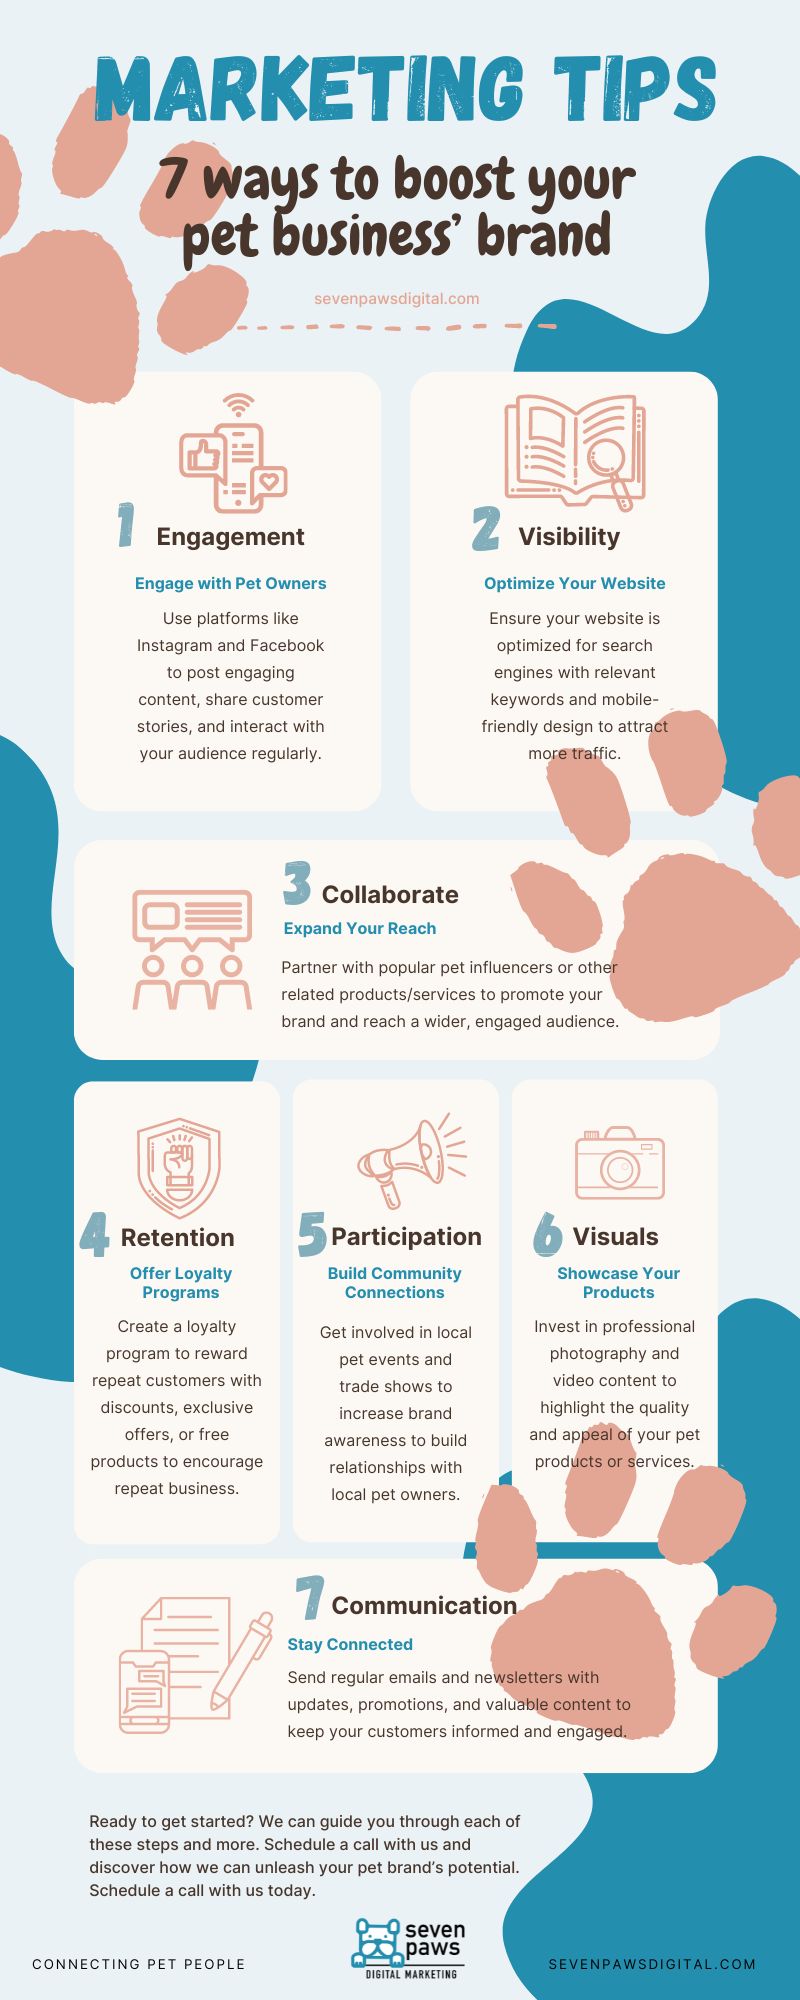 MARKETING TIPS
7 ways to boost your
pet business’ brand
sevenpawsdigital.com
1 Engagement
Engage with Pet Owners
Use platforms like
Instagram and Facebook
to post engaging
content, share customer
stories, and interact with
your audience regularly.
2 Visibility
Optimize Your Website
Ensure your website is
optimized for search
engines with relevant
keywords and mobile-
friendly design to attract
more traffic.
3 Collaborate
Expand Your Reach
Partner with popular pet influencers or other
related products/services to promote your
brand and reach a wider, engaged audience.
4 Retention
Offer Loyalty
Programs
Create a loyalty
program to reward
repeat customers with
discounts, exclusive
offers, or free
products to encourage
repeat business.
5 Participation
Build Community
Connections
Get involved in local
pet events and
trade shows to
increase brand
awareness to build
relationships with
local pet owners.
6 Visuals
Showcase Your
Products
Invest in professional
photography and
video content to
highlight the quality
and appeal of your pet
products or services.
7 Communication
Stay Connected
Send regular emails and newsletters with
updates, promotions, and valuable content to
keep your customers informed and engaged.
Ready to get started? We can guide you through each of
these steps and more. Schedule a call with us and
discover how we can unleash your pet brand’s potential.
Schedule a call with us today.
CONNECTING PET PEOPLE
seven
paws
DIGITAL MARKETING
SEVENPAWSDIGITAL.COM